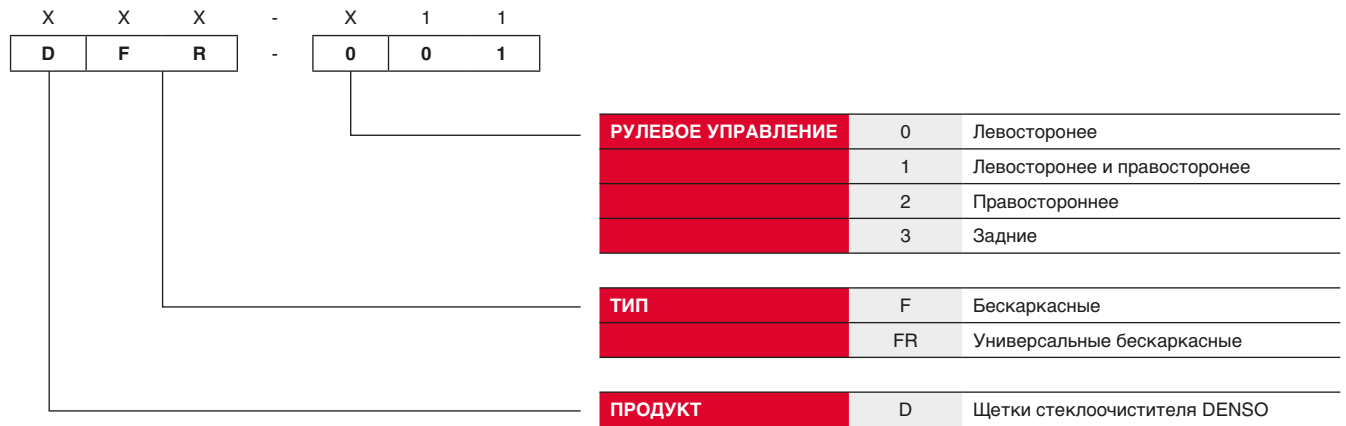 X X X - X 1 1
D F R - 0 0 1
РУЛЕВОЕ УПРАВЛЕНИЕ 0 Левосторонее
1 Левосторонее и правосторонее
2 Правостороннее
3 Задние
ТИП F Бескаркасные
FR Универсальные бескаркасные
ПРОДУКТ D Щетки стеклоочистителя DENSO